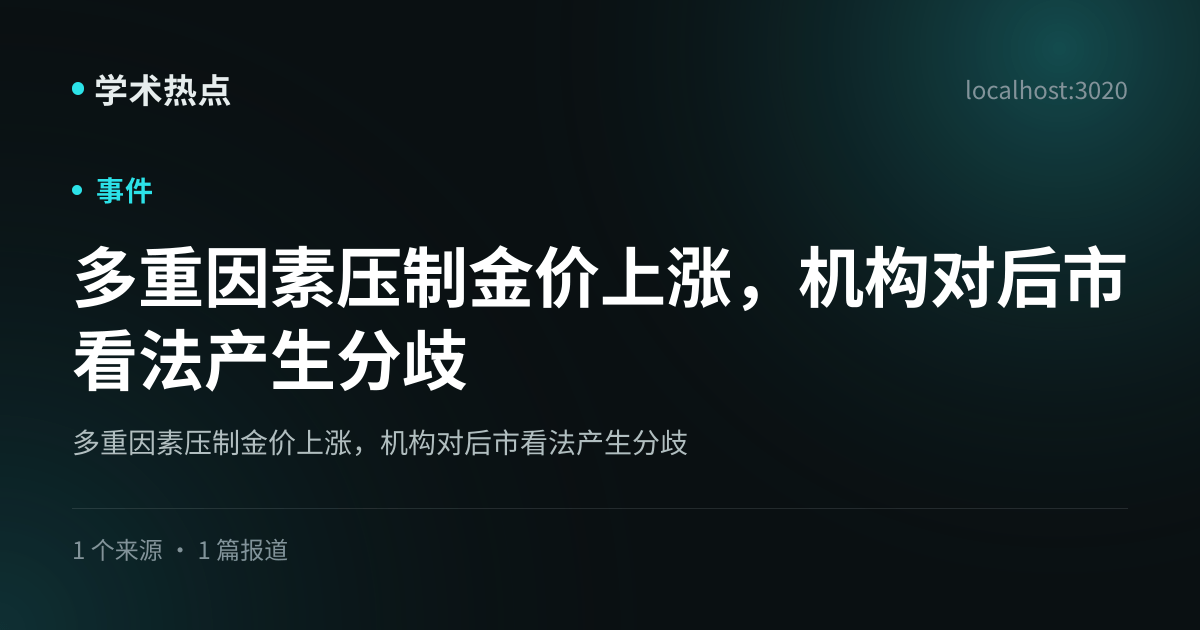 学术热点
localhost:3020
事件
多重因素压制金价上涨，机构对后市
看法产生分歧
多重因素压制金价上涨，机构对后市看法产生分歧
1 个来源 · 1 篇报道